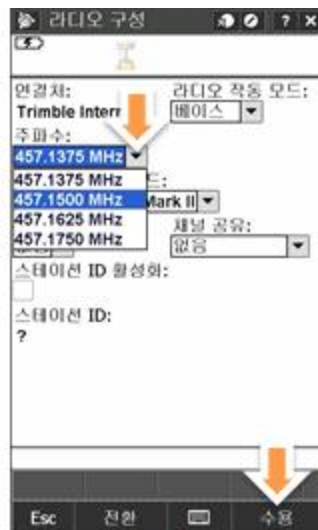 라디오 구성
연결처:
라디오 작동 모드:
Trimble Interr
베이스
주파수:
457.1375 MHz
457.1375 MHz
457.1500 MHz
Mark II
457.1625 MHz
채널 공유:
457.1750 MHz
없음
스테이션 ID 활성화:
스테이션 ID:
?
Esc 전환 수용